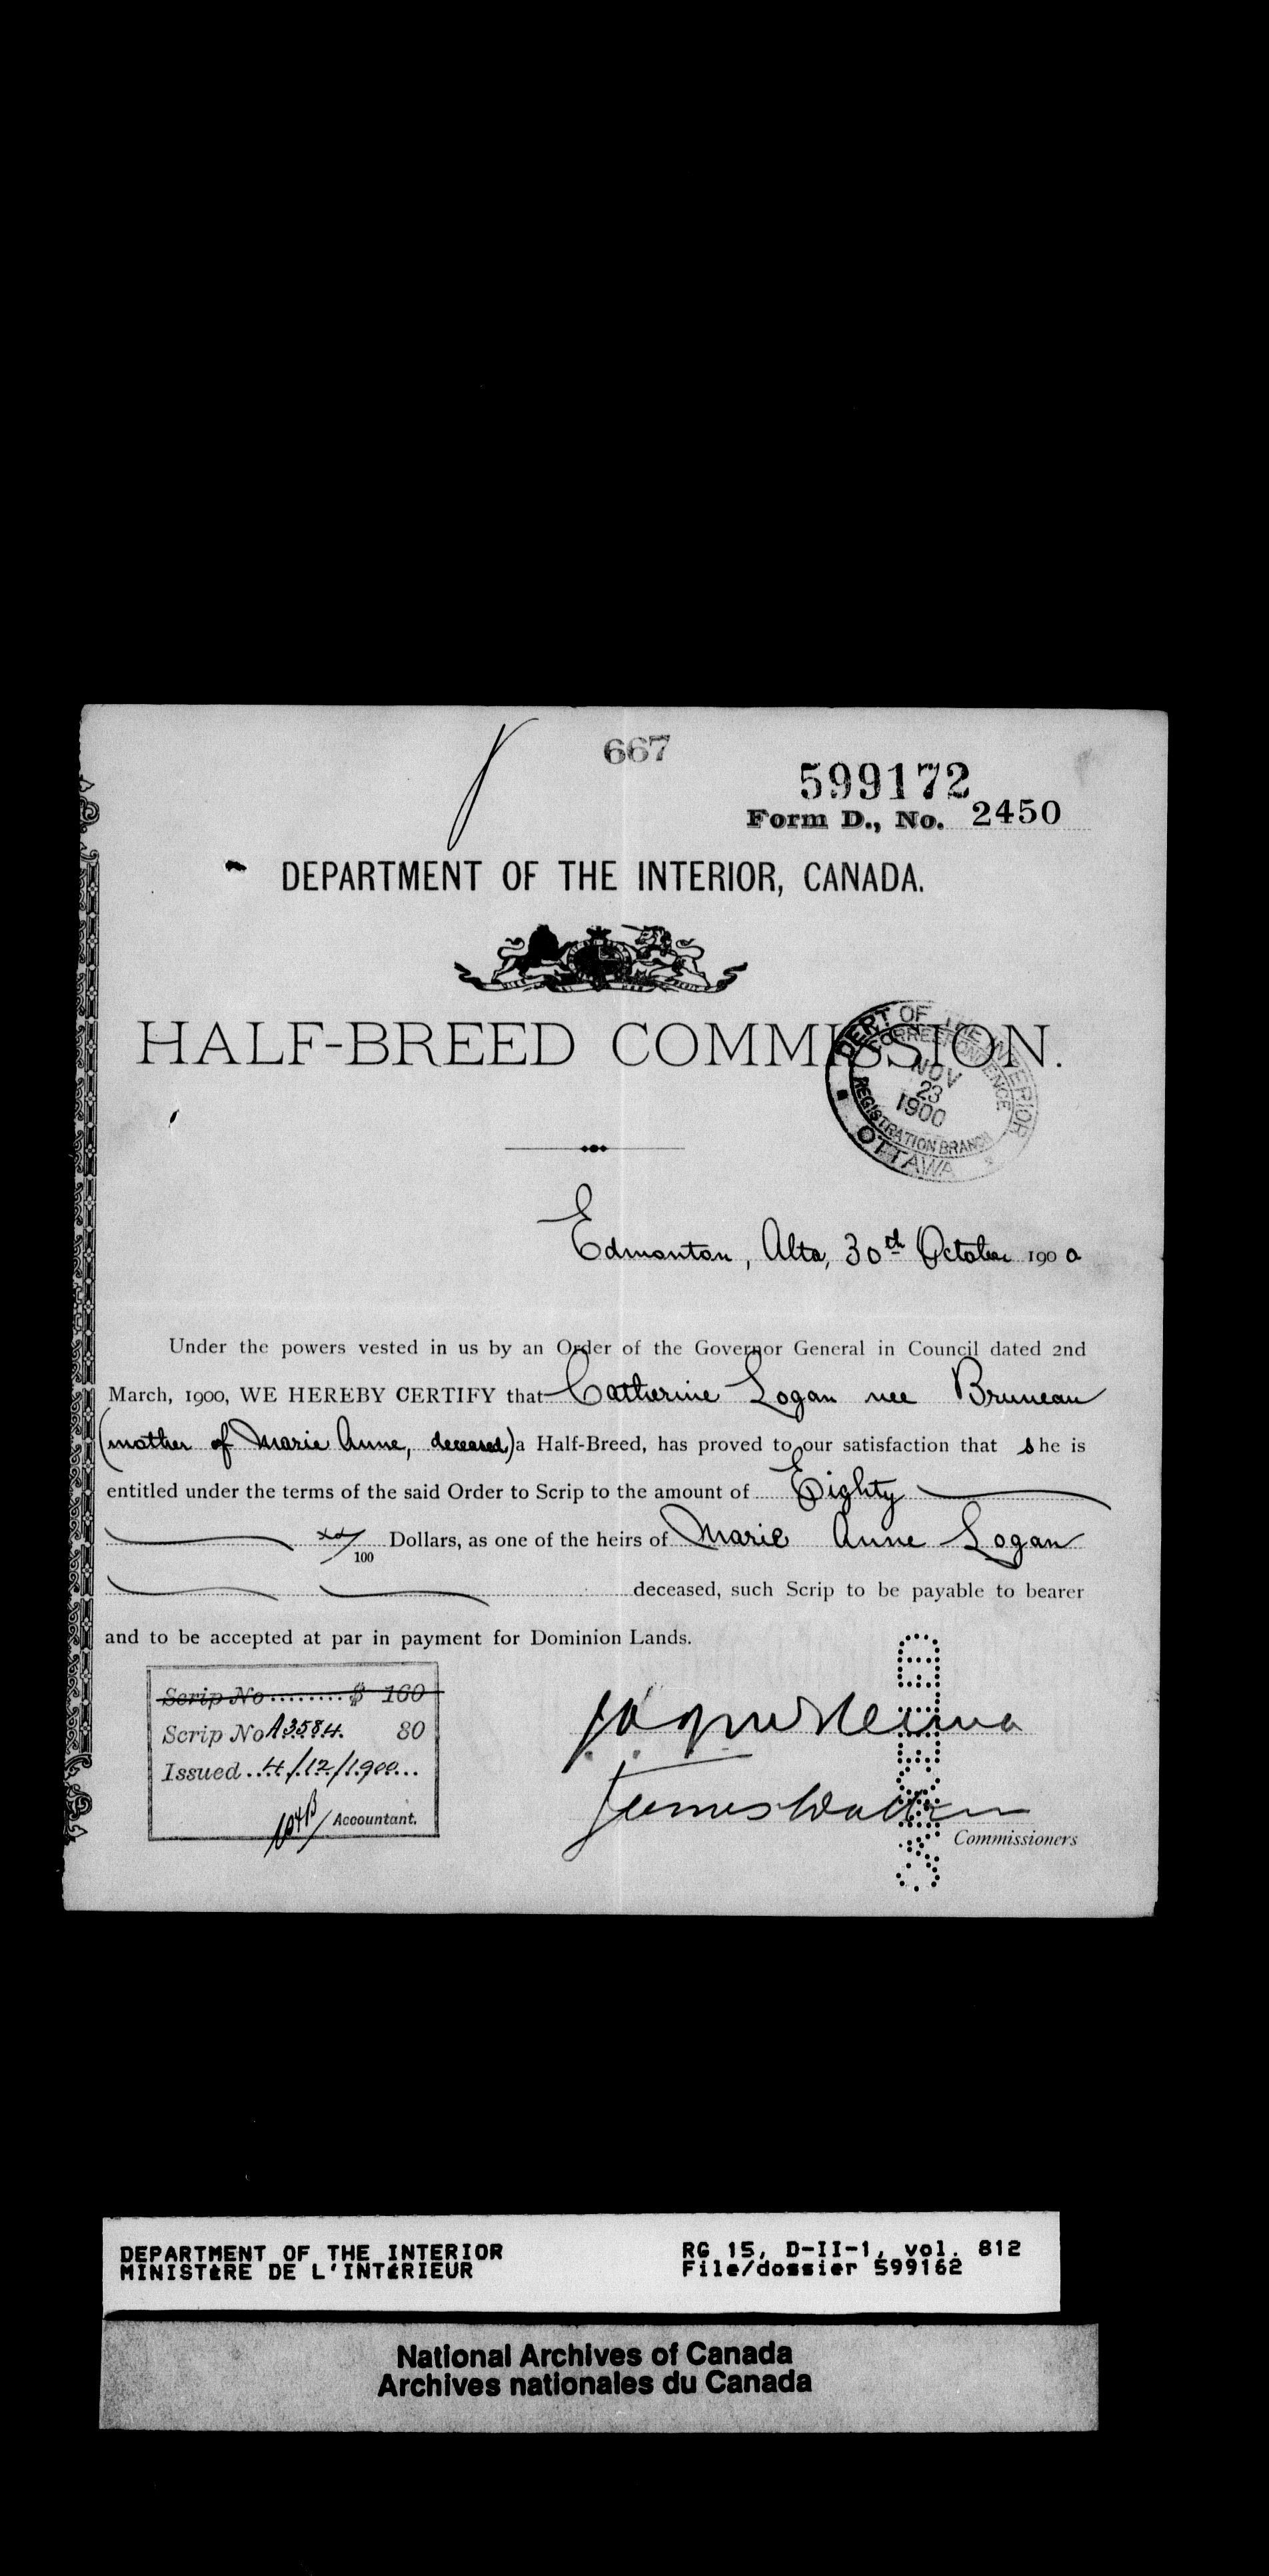 667
599172
Form D., No. 2450
DEPARTMENT OF THE INTERIOR, CANADA.
HALF-BREED COMMISSION.
DEPT OF THE INTERIOR
CORRESPONDENCE
NOV
23
1900
REGISTRATION BRANCH
OTTAWA
Edmonton, Alta, 30th October 1900
Under the powers vested in us by an Order of the Governor General in Council dated 2nd
March, 1900, WE HEREBY CERTIFY that Catherine Logan nee Bruneau
(mother of Marie Anne, deceased) a Half-Breed, has proved to our satisfaction that she is
entitled under the terms of the said Order to Scrip to the amount of Eighty
xx/100 Dollars, as one of the heirs of Marie Anne Logan
deceased, such Scrip to be payable to bearer
and to be accepted at par in payment for Dominion Lands.
Scrip No ........ $ 160
Scrip No A3584. 80
Issued ..4/12/1900...
Accountant.
James Walker
Commissioners
DEPARTMENT OF THE INTERIOR
MINISTÈRE DE L'INTÉRIEUR
RG 15, D-II-1, vol. 812
File/dossier 599162
National Archives of Canada
Archives nationales du Canada